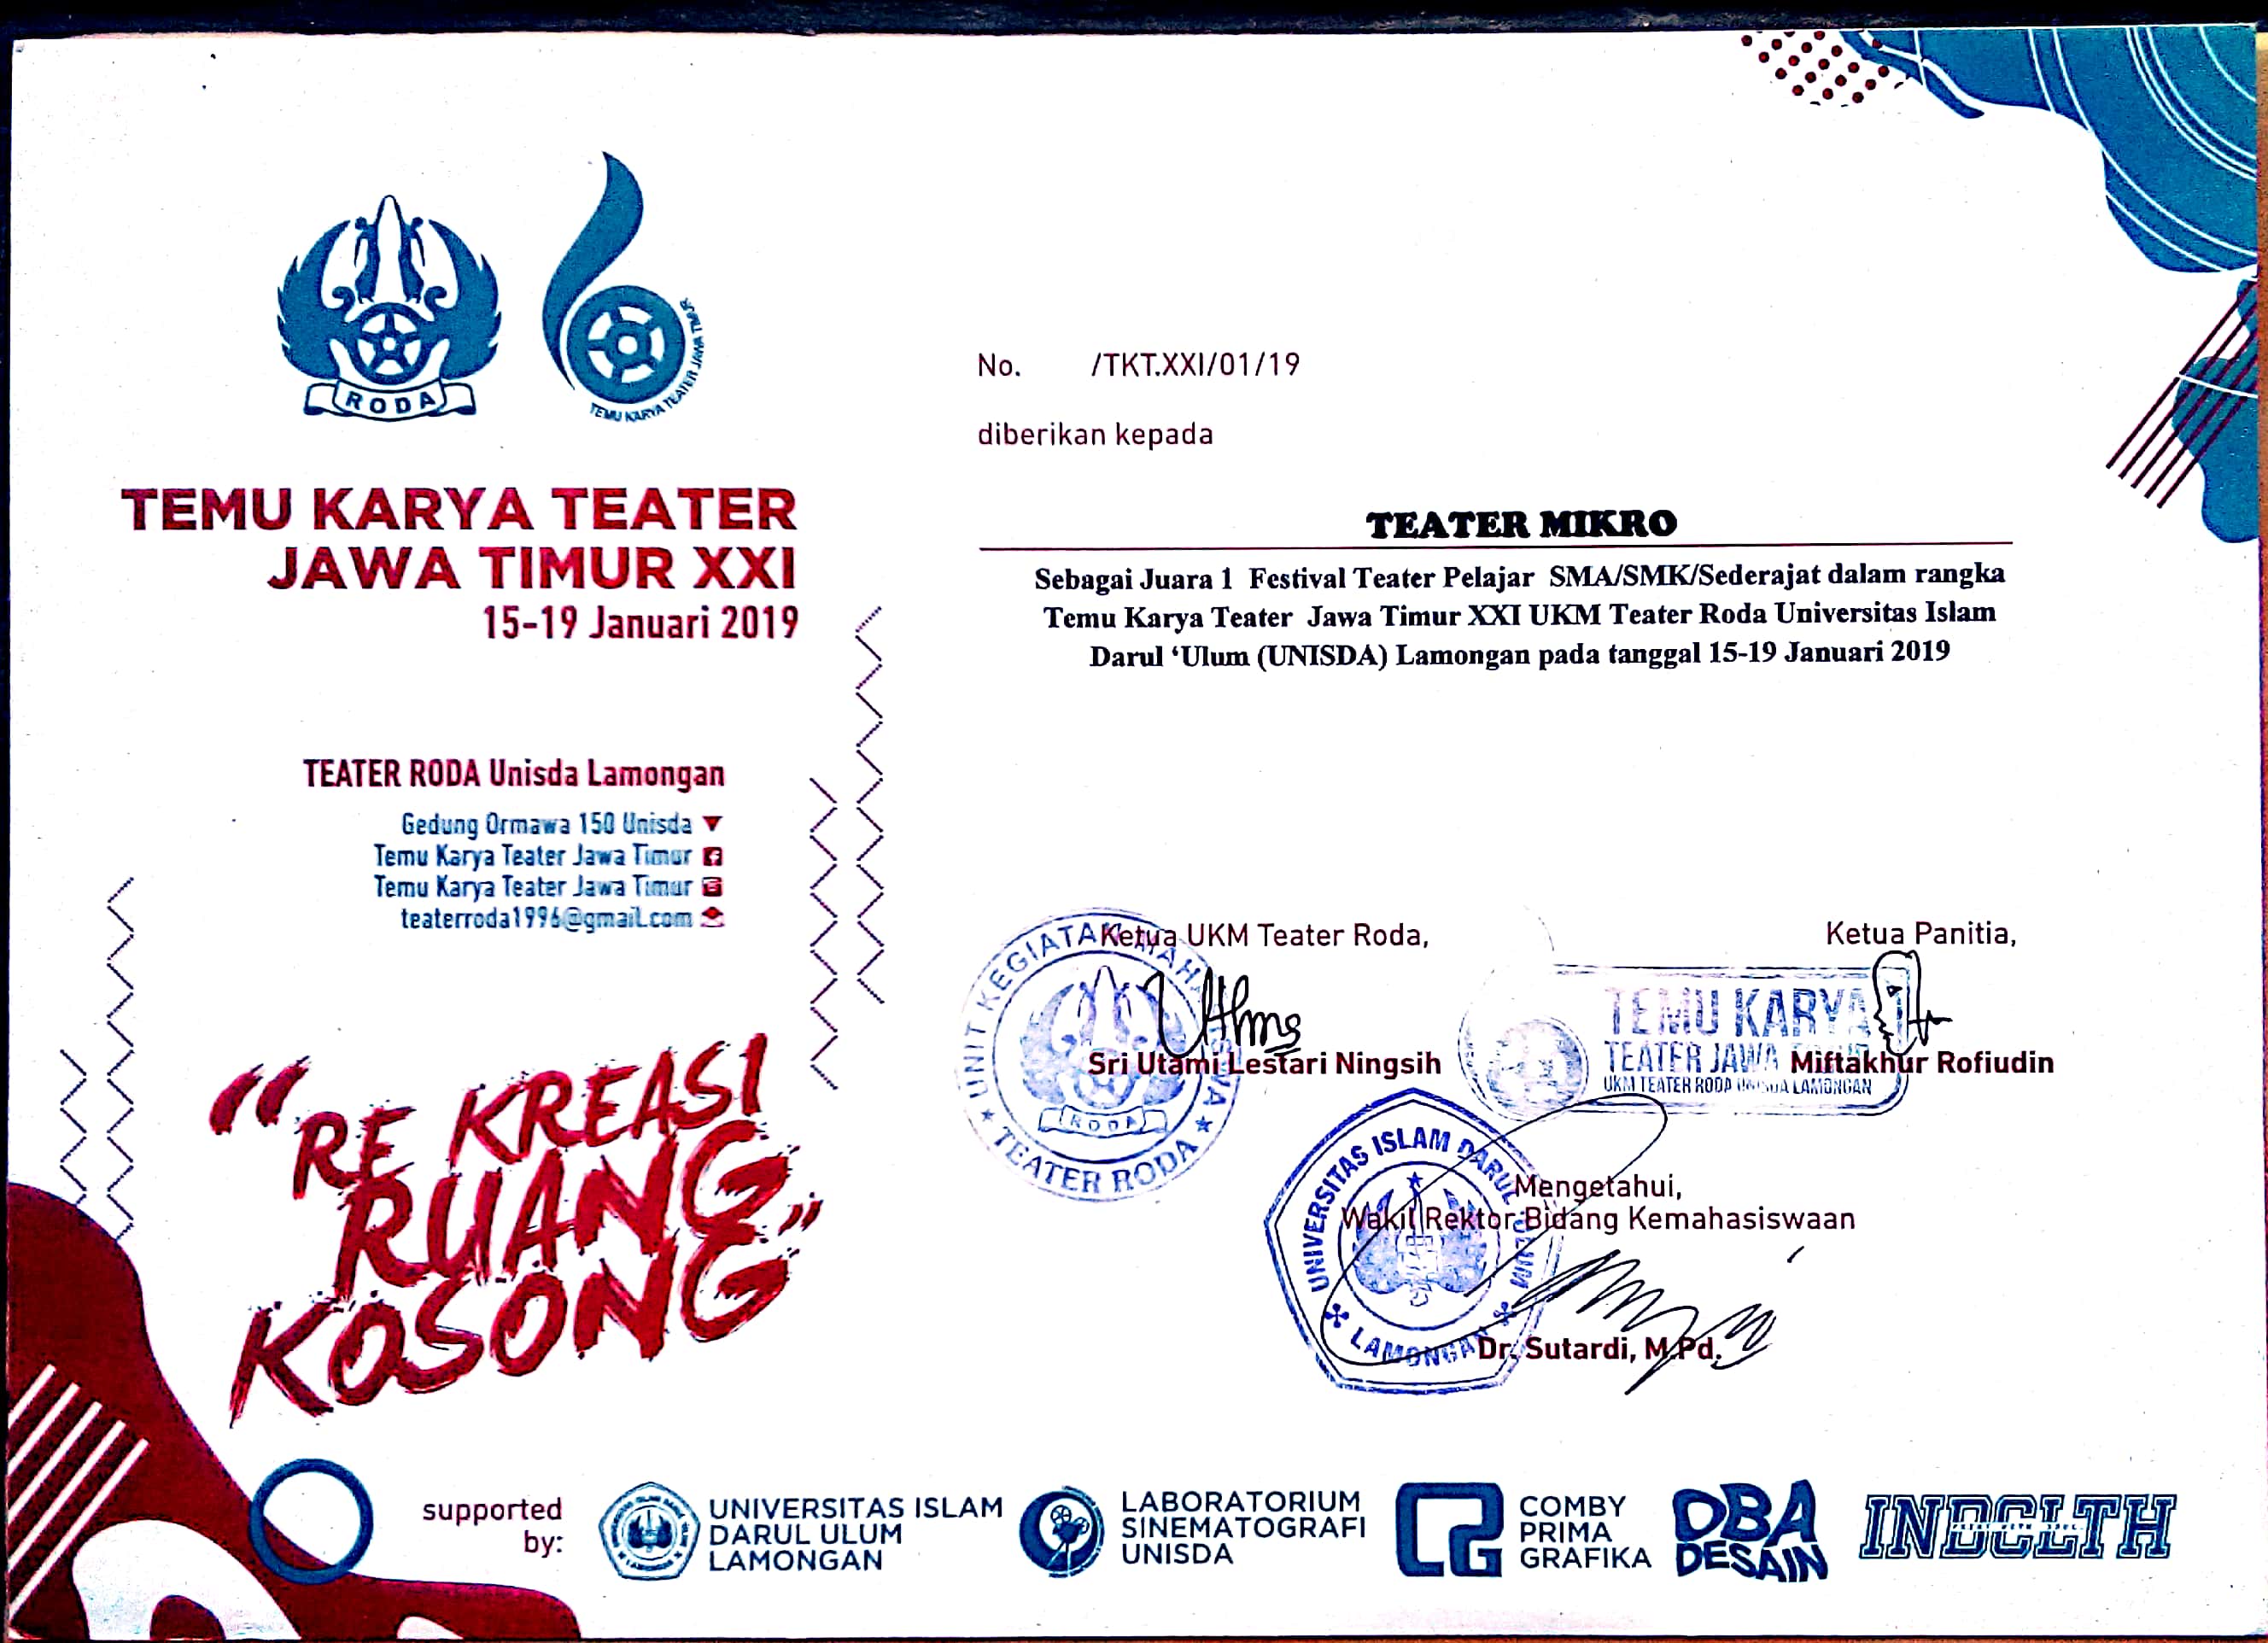 RODA
TEMU KARYA TEATER JAWA TIMUR
TEMU KARYA TEATER
JAWA TIMUR XXI
15-19 Januari 2019
TEATER RODA Unisda Lamongan
Gedung Ormawa 150 Unisda
Temu Karya Teater Jawa Timur
Temu Karya Teater Jawa Timur
teaterroda1996@gmail.com
“RE KREASI
RUANG
KOSONG”
No. /TKT.XXI/01/19
diberikan kepada
TEATER MIKRO
Sebagai Juara 1 Festival Teater Pelajar SMA/SMK/Sederajat dalam rangka
Temu Karya Teater Jawa Timur XXI UKM Teater Roda Universitas Islam
Darul ‘Ulum (UNISDA) Lamongan pada tanggal 15-19 Januari 2019
Ketua UKM Teater Roda,
UNIT KEGIATAN MAHASISWA
RODA
TEATER RODA
Sri Utami Lestari Ningsih
Ketua Panitia,
TEMU KARYA
TEATER JAWA
UKM TEATER RODA UNISDA LAMONGAN
Miftakhur Rofiudin
Mengetahui,
Wakil Rektor Bidang Kemahasiswaan
UNIVERSITAS ISLAM DARUL ULUM
LAMONGAN
Dr. Sutardi, M.Pd.
supported
by:
UNIVERSITAS ISLAM
DARUL ULUM
LAMONGAN
LABORATORIUM
SINEMATOGRAFI
UNISDA
COMBY
PRIMA
GRAFIKA
DBA
DESAIN
INDCLTH